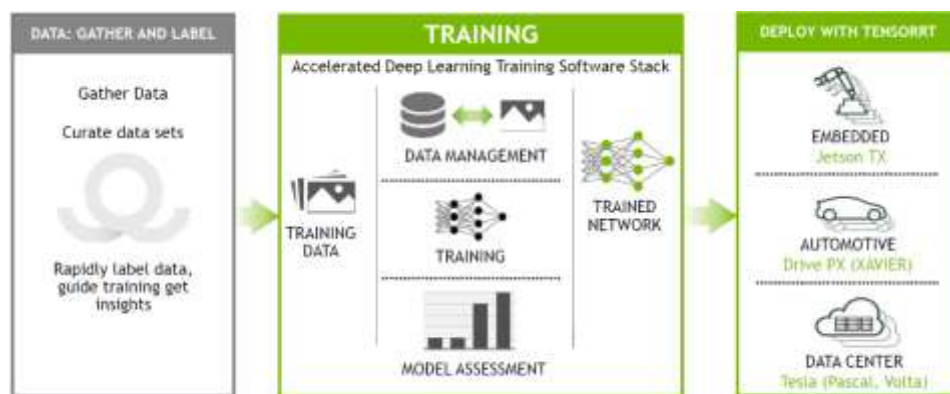 DATA: GATHER AND LABEL
Gather Data
Curate data sets
Rapidly label data,
guide training get
insights
TRAINING
Accelerated Deep Learning Training Software Stack
TRAINING
DATA
DATA MANAGEMENT
TRAINING
MODEL ASSESSMENT
TRAINED
NETWORK
DEPLOY WITH TENSORRT
EMBEDDED
Jetson TX
AUTOMOTIVE
Drive PX (XAVIER)
DATA CENTER
Tesla (Pascal, Volta)